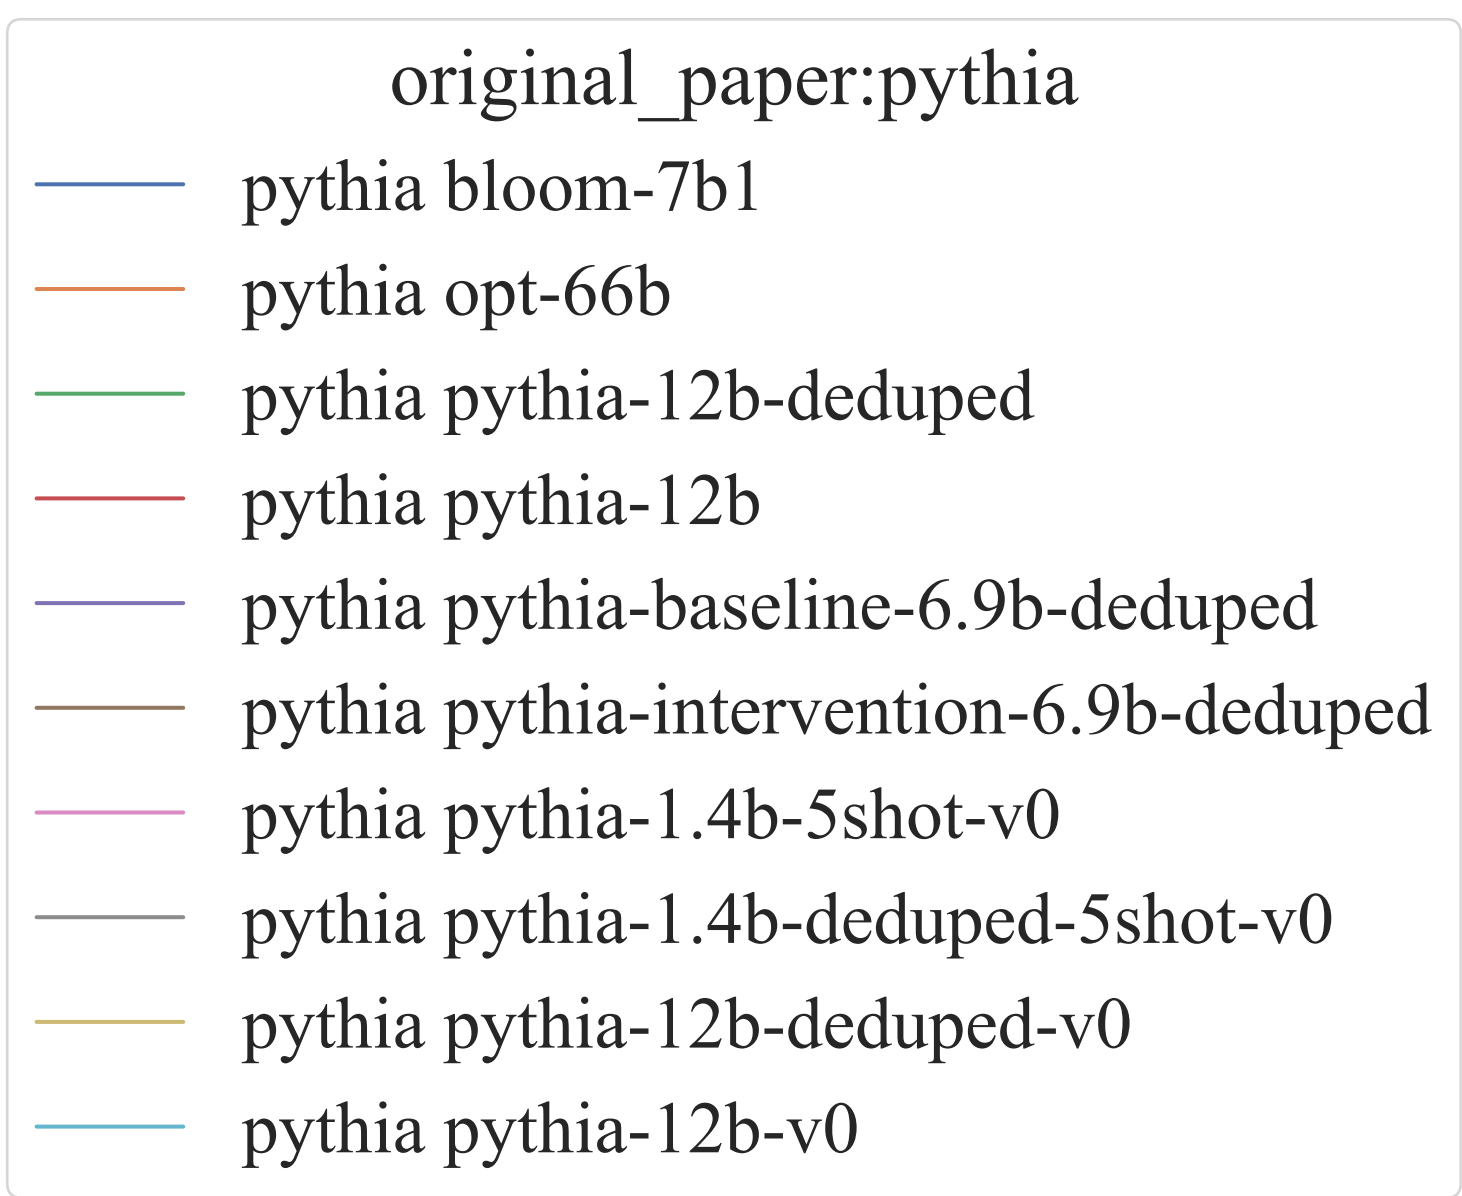 original_paper:pythia
pythia bloom-7b1
pythia opt-66b
pythia pythia-12b-deduped
pythia pythia-12b
pythia pythia-baseline-6.9b-deduped
pythia pythia-intervention-6.9b-deduped
pythia pythia-1.4b-5shot-v0
pythia pythia-1.4b-deduped-5shot-v0
pythia pythia-12b-deduped-v0
pythia pythia-12b-v0